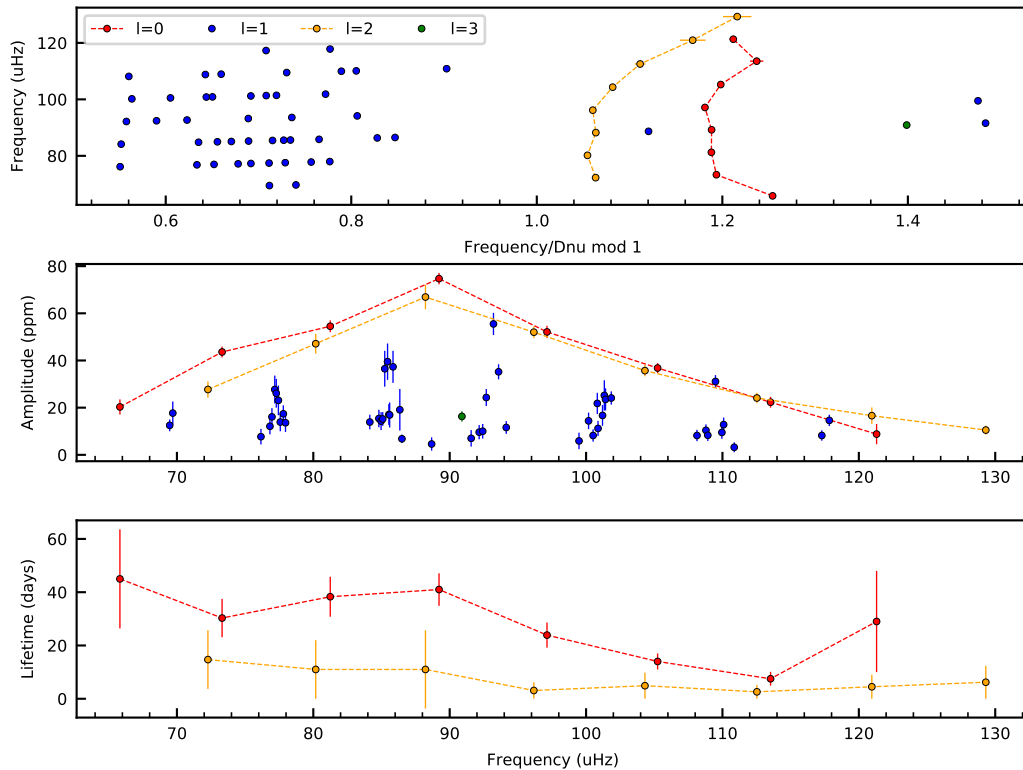 l=0 l=1 l=2 l=3
Frequency (uHz)
120
100
80
0.6 0.8 1.0 1.2 1.4
Frequency/Dnu mod 1
Amplitude (ppm)
80
60
40
20
0
70 80 90 100 110 120 130
Lifetime (days)
60
40
20
0
70 80 90 100 110 120 130
Frequency (uHz)